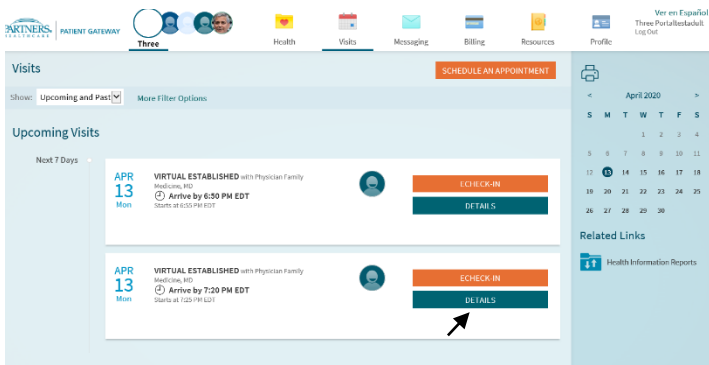 PARTNERS.
HEALTHCARE
PATIENT GATEWAY
Three
Health
Visits
Messaging
Billing
Resources
Profile
Ver en Español
Three Portaltestadult
Log Out
Visits
SCHEDULE AN APPOINTMENT
Show: Upcoming and Past
More Filter Options
Upcoming Visits
Next 7 Days
APR
13
Mon
VIRTUAL ESTABLISHED with Physician Family
Medicine, MD
Arrive by 6:50 PM EDT
Starts at 6:55 PM EDT
ECHECK-IN
DETAILS
APR
13
Mon
VIRTUAL ESTABLISHED with Physician Family
Medicine, MD
Arrive by 7:20 PM EDT
Starts at 7:25 PM EDT
ECHECK-IN
DETAILS
< April 2020 >
S M T W T F S
1 2 3 4
5 6 7 8 9 10 11
12 13 14 15 16 17 18
19 20 21 22 23 24 25
26 27 28 29 30
Related Links
Health Information Reports